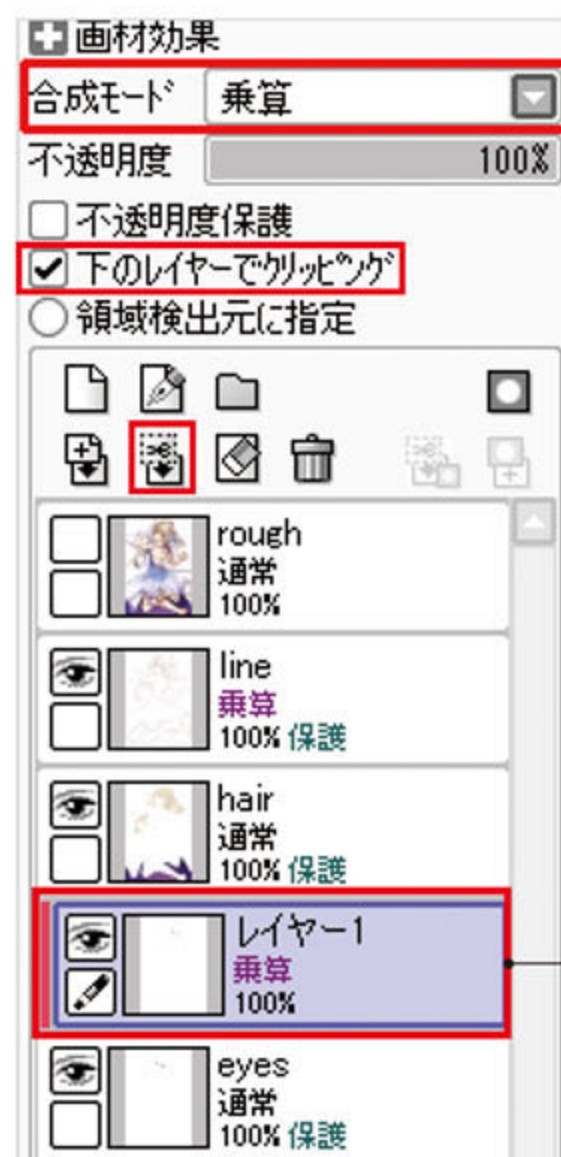 画材効果
合成モード 乗算
不透明度 100%
不透明度保護
下のレイヤーでクリッピング
領域検出元に指定
rough
通常
100%
line
乗算
100% 保護
hair
通常
100% 保護
レイヤー1
乗算
100%
eyes
通常
100% 保護